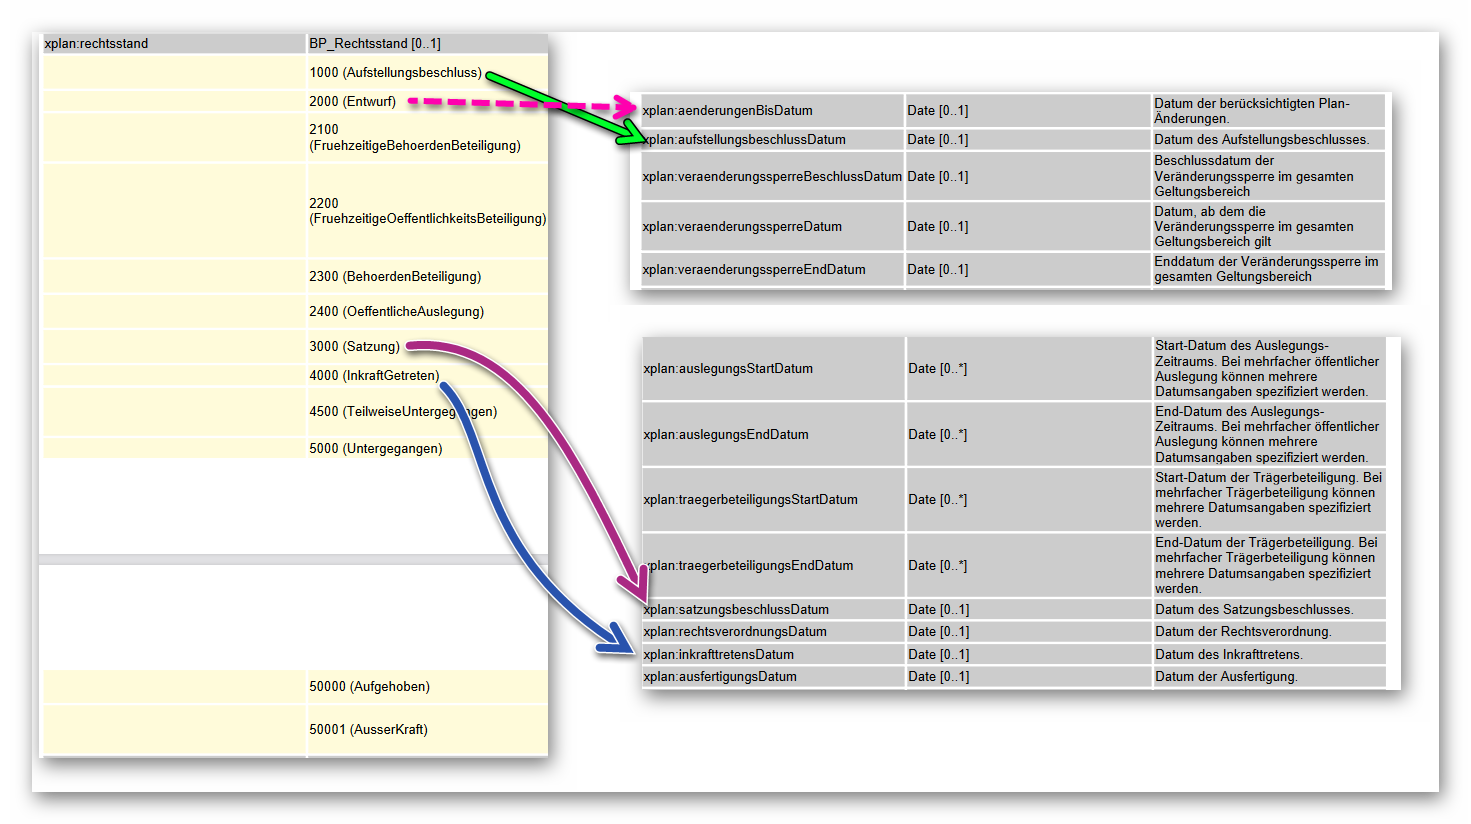 xplan:rechtsstand
BP_Rechtsstand [0..1]
1000 (Aufstellungsbeschluss)
2000 (Entwurf)
2100
(FruehzeitigeBehoerdenBeteiligung)
2200
(FruehzeitigeOeffentlichkeitsBeteiligung)
2300 (BehoerdenBeteiligung)
2400 (OeffentlicheAuslegung)
3000 (Satzung)
4000 (InkraftGetreten)
4500 (TeilweiseUntergegangen)
5000 (Untergegangen)
50000 (Aufgehoben)
50001 (AusserKraft)
xplan:aenderungenBisDatum
Date [0..1]
Datum der berücksichtigten Plan-
Änderungen.
xplan:aufstellungsbeschlussDatum
Date [0..1]
Datum des Aufstellungsbeschlusses.
xplan:veraenderungssperreBeschlussDatum
Date [0..1]
Beschlussdatum der
Veränderungssperre im gesamten
Geltungsbereich
xplan:veraenderungssperreDatum
Date [0..1]
Datum, ab dem die
Veränderungssperre im gesamten
Geltungsbereich gilt
xplan:veraenderungssperreEndDatum
Date [0..1]
Enddatum der Veränderungssperre im
gesamten Geltungsbereich
xplan:auslegungsStartDatum
Date [0..*]
Start-Datum des Auslegungs-
Zeitraums. Bei mehrfacher öffentlicher
Auslegung können mehrere
Datumsangaben spezifiziert werden.
xplan:auslegungsEndDatum
Date [0..*]
End-Datum des Auslegungs-
Zeitraums. Bei mehrfacher öffentlicher
Auslegung können mehrere
Datumsangaben spezifiziert werden.
xplan:traegerbeteiligungsStartDatum
Date [0..*]
Start-Datum der Trägerbeteiligung. Bei
mehrfacher Trägerbeteiligung können
mehrere Datumsangaben spezifiziert
werden.
xplan:traegerbeteiligungsEndDatum
Date [0..*]
End-Datum der Trägerbeteiligung. Bei
mehrfacher Trägerbeteiligung können
mehrere Datumsangaben spezifiziert
werden.
xplan:satzungsbeschlussDatum
Date [0..1]
Datum des Satzungsbeschlusses.
xplan:rechtsverordnungsDatum
Date [0..1]
Datum der Rechtsverordnung.
xplan:inkrafttretensDatum
Date [0..1]
Datum des Inkrafttretens.
xplan:ausfertigungsDatum
Date [0..1]
Datum der Ausfertigung.